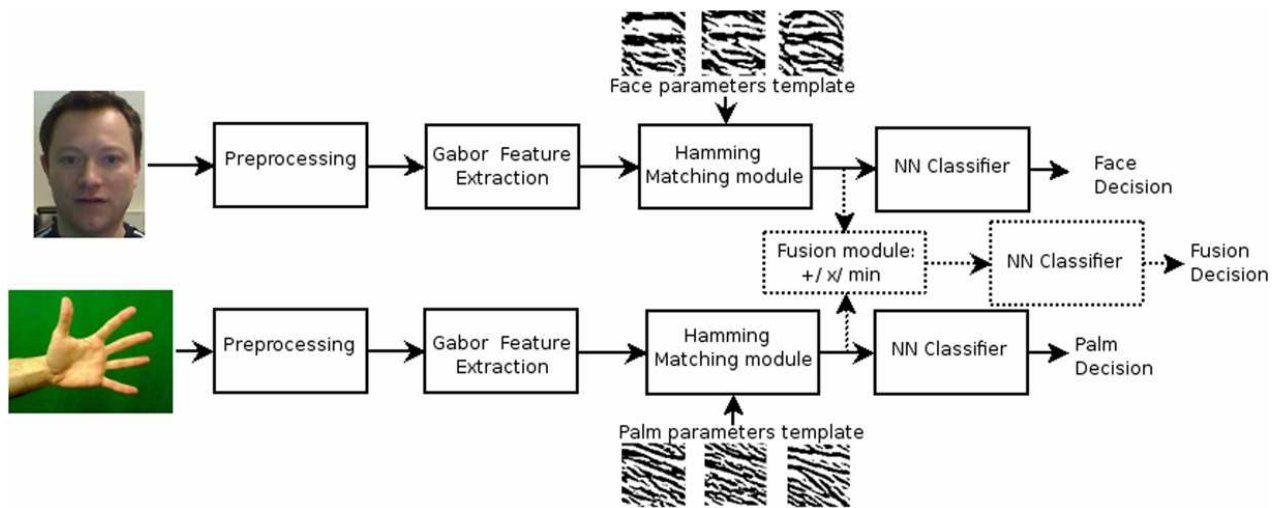 Face parameters template
Preprocessing
Gabor Feature
Extraction
Hamming
Matching module
NN Classifier
Face
Decision
Fusion module:
+/ x/ min
NN Classifier
Fusion
Decision
Preprocessing
Gabor Feature
Extraction
Hamming
Matching module
NN Classifier
Palm
Decision
Palm parameters template